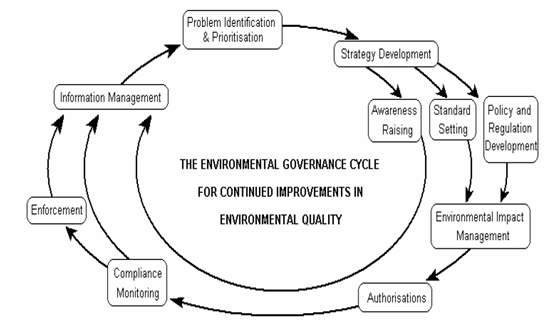 Problem Identification
& Prioritisation
Strategy Development
Information Management
Awareness
Raising
Standard
Setting
Policy and
Regulation
Development
THE ENVIRONMENTAL GOVERNANCE CYCLE
FOR CONTINUED IMPROVEMENTS IN
ENVIRONMENTAL QUALITY
Enforcement
Environmental Impact
Management
Compliance
Monitoring
Authorisations